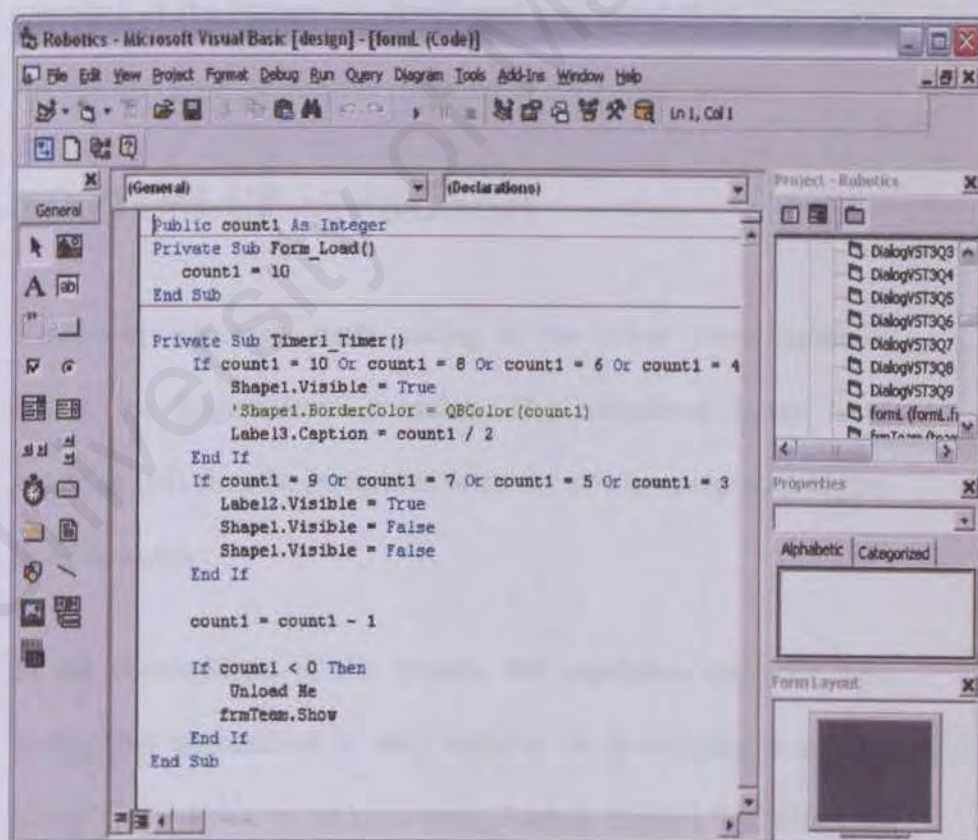 Robotics - Microsoft Visual Basic [design] - [formL (Code)]
File Edit View Project Format Debug Run Query Diagram Tools Add-Ins Window Help
Ln 1, Col 1
General
(General) (Declarations)
Public count1 As Integer
Private Sub Form_Load()
count1 = 10
End Sub
Private Sub Timer1_Timer()
If count1 = 10 Or count1 = 8 Or count1 = 6 Or count1 = 4
Shape1.Visible = True
'Shape1.BorderColor = QBColor(count1)
Label3.Caption = count1 / 2
End If
If count1 = 9 Or count1 = 7 Or count1 = 5 Or count1 = 3
Label2.Visible = True
Shape1.Visible = False
Shape1.Visible = False
End If
count1 = count1 - 1
If count1 < 0 Then
Unload Me
frmTeam.Show
End If
End Sub
Project - Robotics
DialogVST3Q3
DialogVST3Q4
DialogVST3Q5
DialogVST3Q6
DialogVST3Q7
DialogVST3Q8
DialogVST3Q9
formL (formL.fr
Properties
Alphabetic Categorized
Form Layout
University of